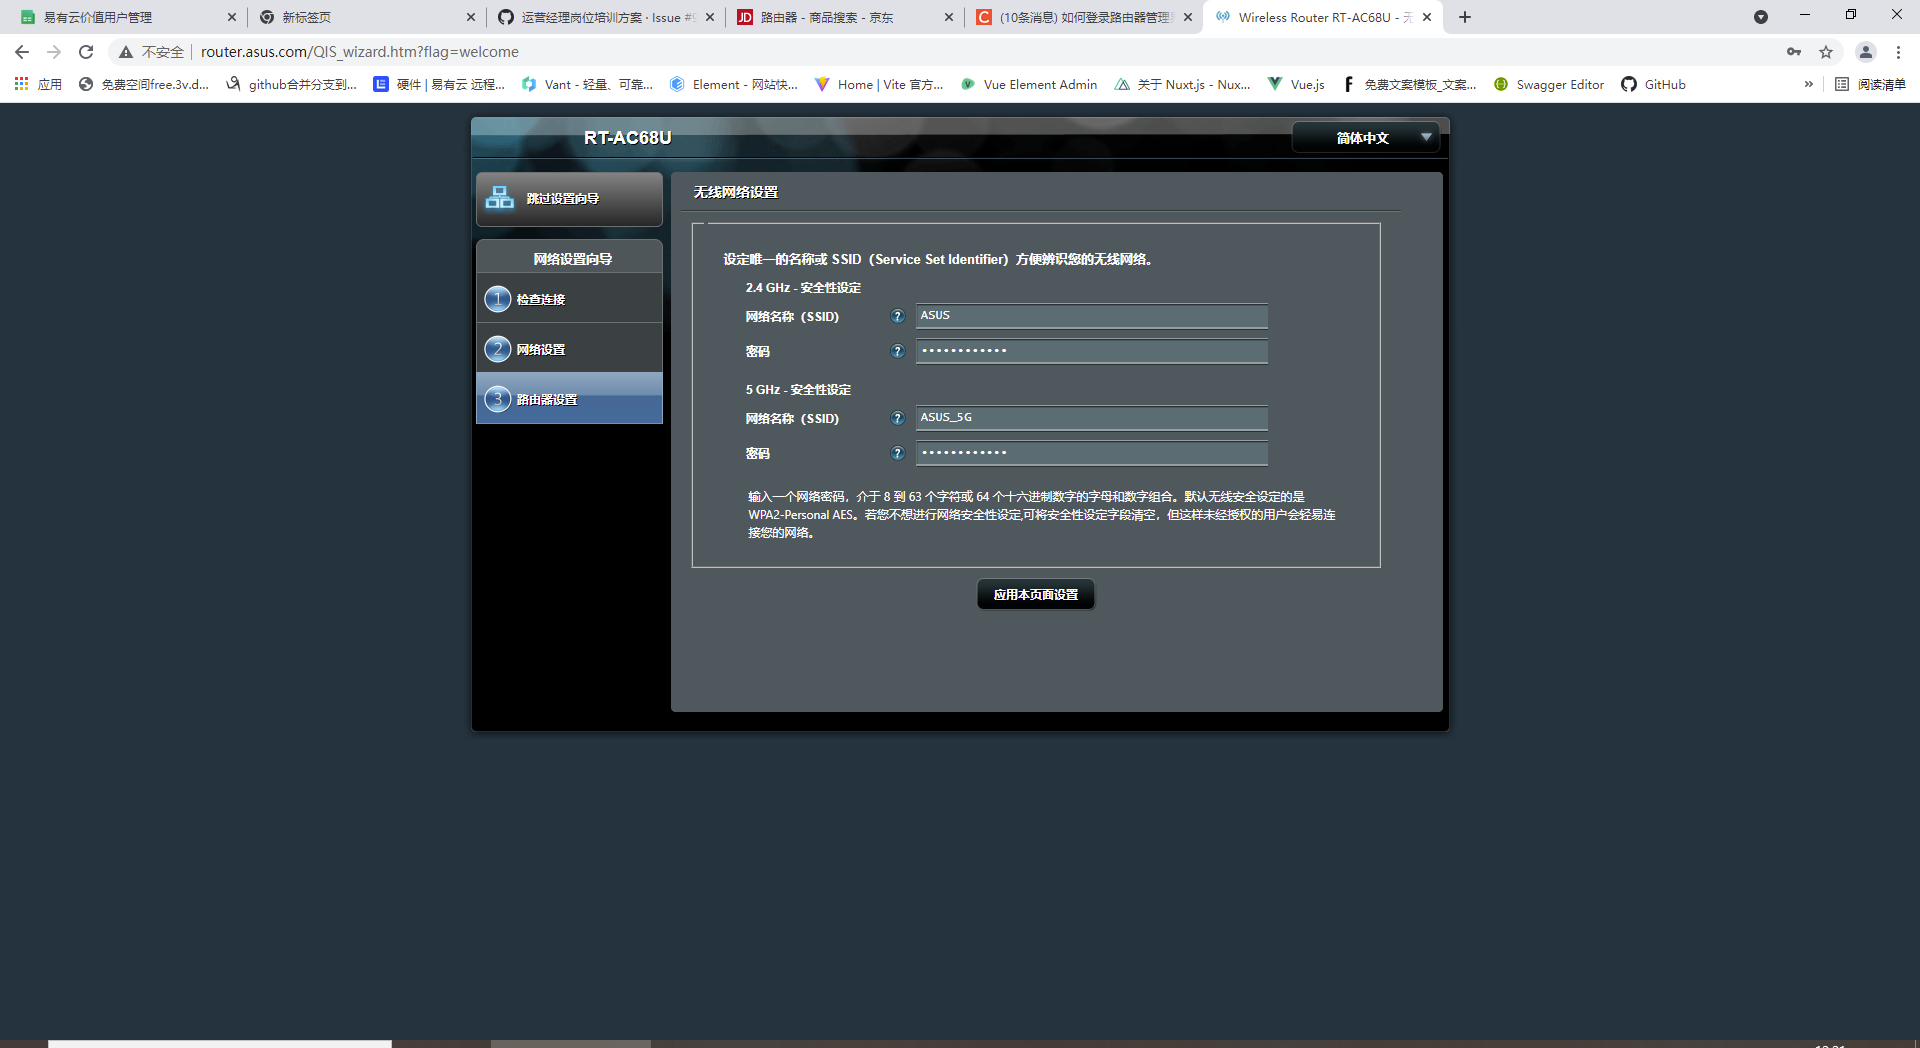 易有云价值用户管理
新标签页
运营经理岗位培训方案 · Issue #9
路由器 - 商品搜索 - 京东
(10条消息) 如何登录路由器管理
Wireless Router RT-AC68U -
不安全
router.asus.com/QIS_wizard.htm?flag=welcome
应用
免费空间free.3v.d...
github合并分支到...
硬件 | 易有云 远程...
Vant - 轻量、可靠...
Element - 网站快...
Home | Vite 官方...
Vue Element Admin
关于 Nuxt.js - Nux...
Vue.js
免费文案模板_文案...
Swagger Editor
GitHub
»
阅读清单
RT-AC68U
简体中文
跳过设置向导
网络设置向导
1 检查连接
2 网络设置
3 路由器设置
无线网络设置
设定唯一的名称或 SSID（Service Set Identifier）方便辨识您的无线网络。
2.4 GHz - 安全性设定
网络名称（SSID） ? ASUS
密码 ? ••••••••••••
5 GHz - 安全性设定
网络名称（SSID） ? ASUS_5G
密码 ? ••••••••••••
输入一个网络密码，介于 8 到 63 个字符或 64 个十六进制数字的字母和数字组合。默认无线安全设定的是
WPA2-Personal AES。若您不想进行网络安全性设定,可将安全性设定字段清空，但这样未经授权的用户会轻易连
接您的网络。
应用本页面设置